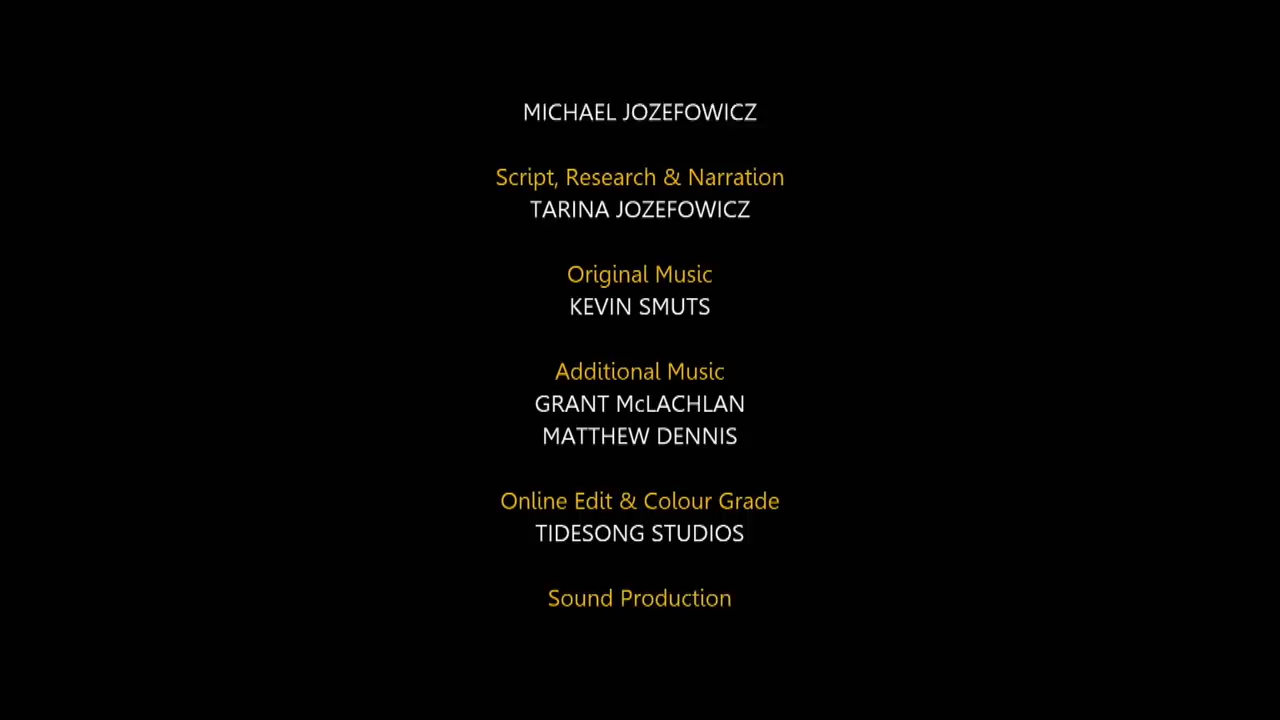 MICHAEL JOZEFOWICZ
Script, Research & Narration
TARINA JOZEFOWICZ
Original Music
KEVIN SMUTS
Additional Music
GRANT McLACHLAN
MATTHEW DENNIS
Online Edit & Colour Grade
TIDESONG STUDIOS
Sound Production